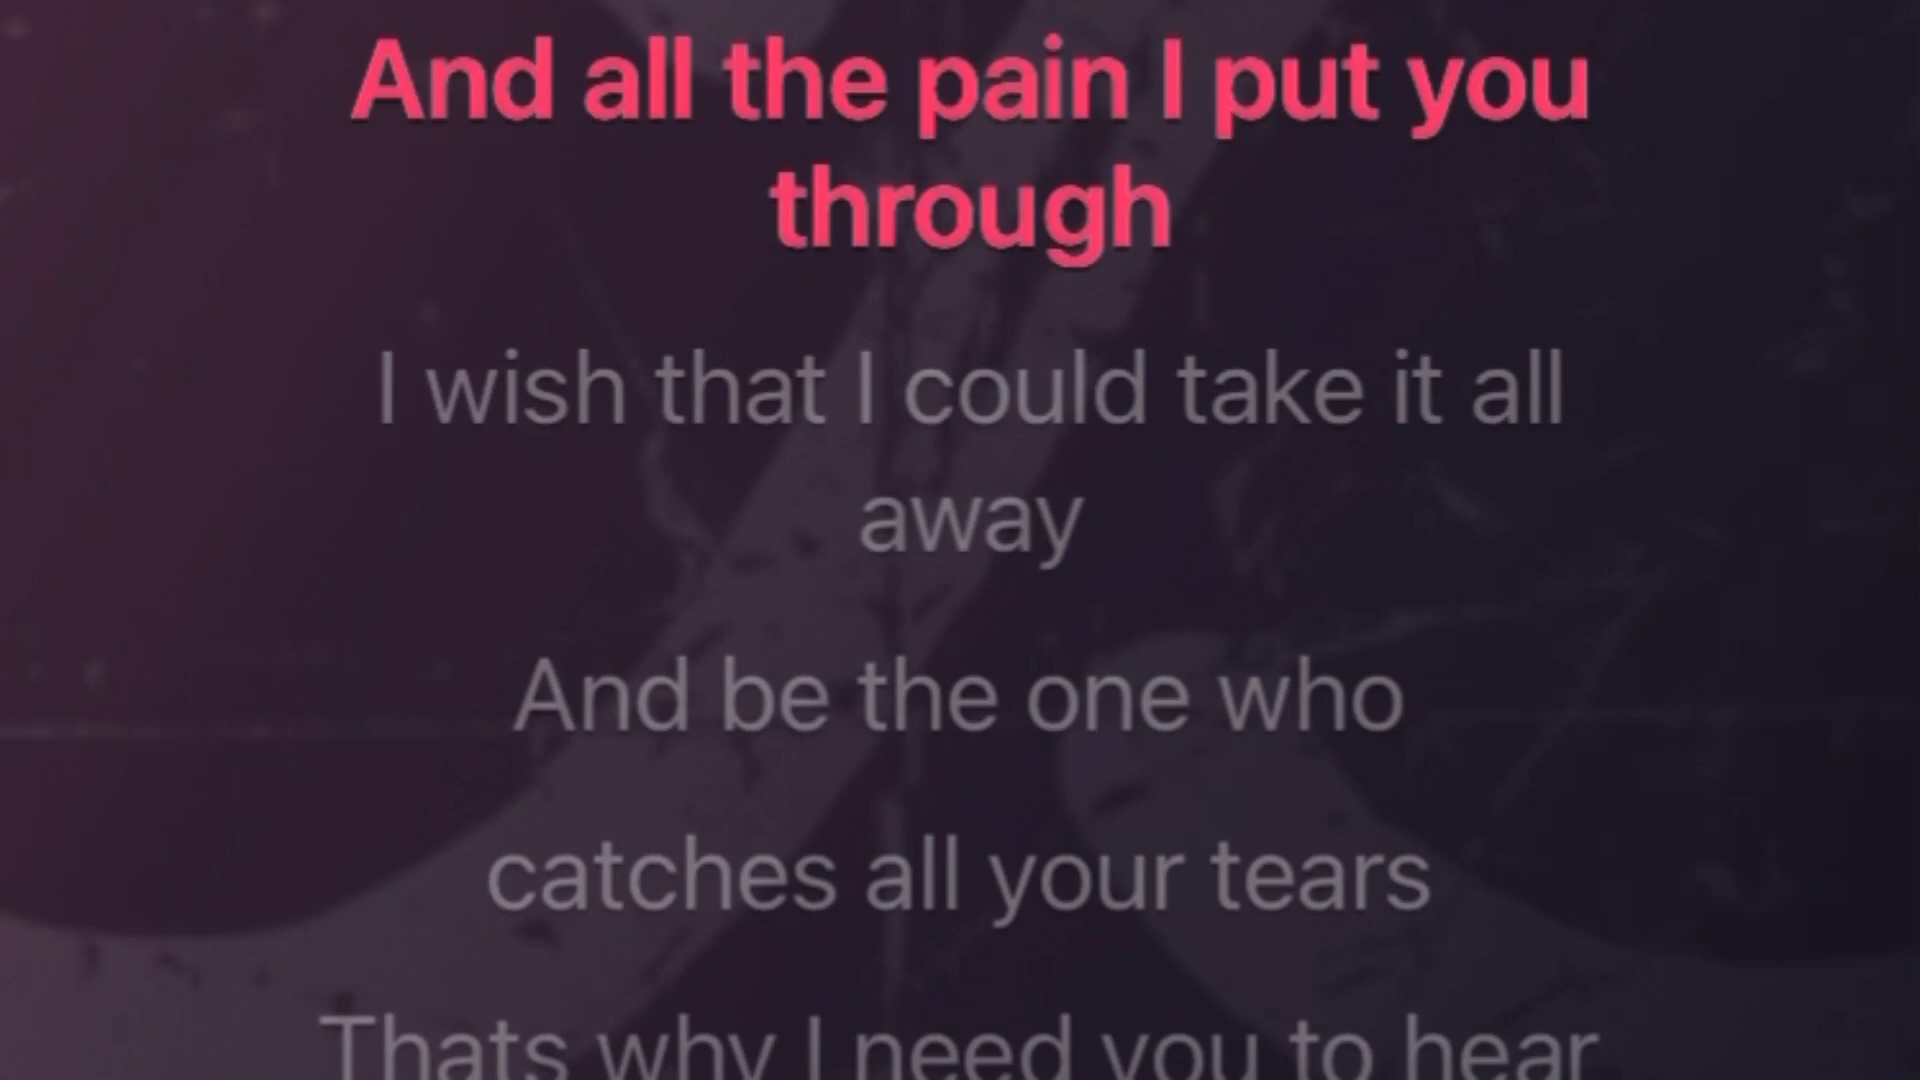 And all the pain I put you
through
I wish that I could take it all
away
And be the one who
catches all your tears
Thats why I need you to hear